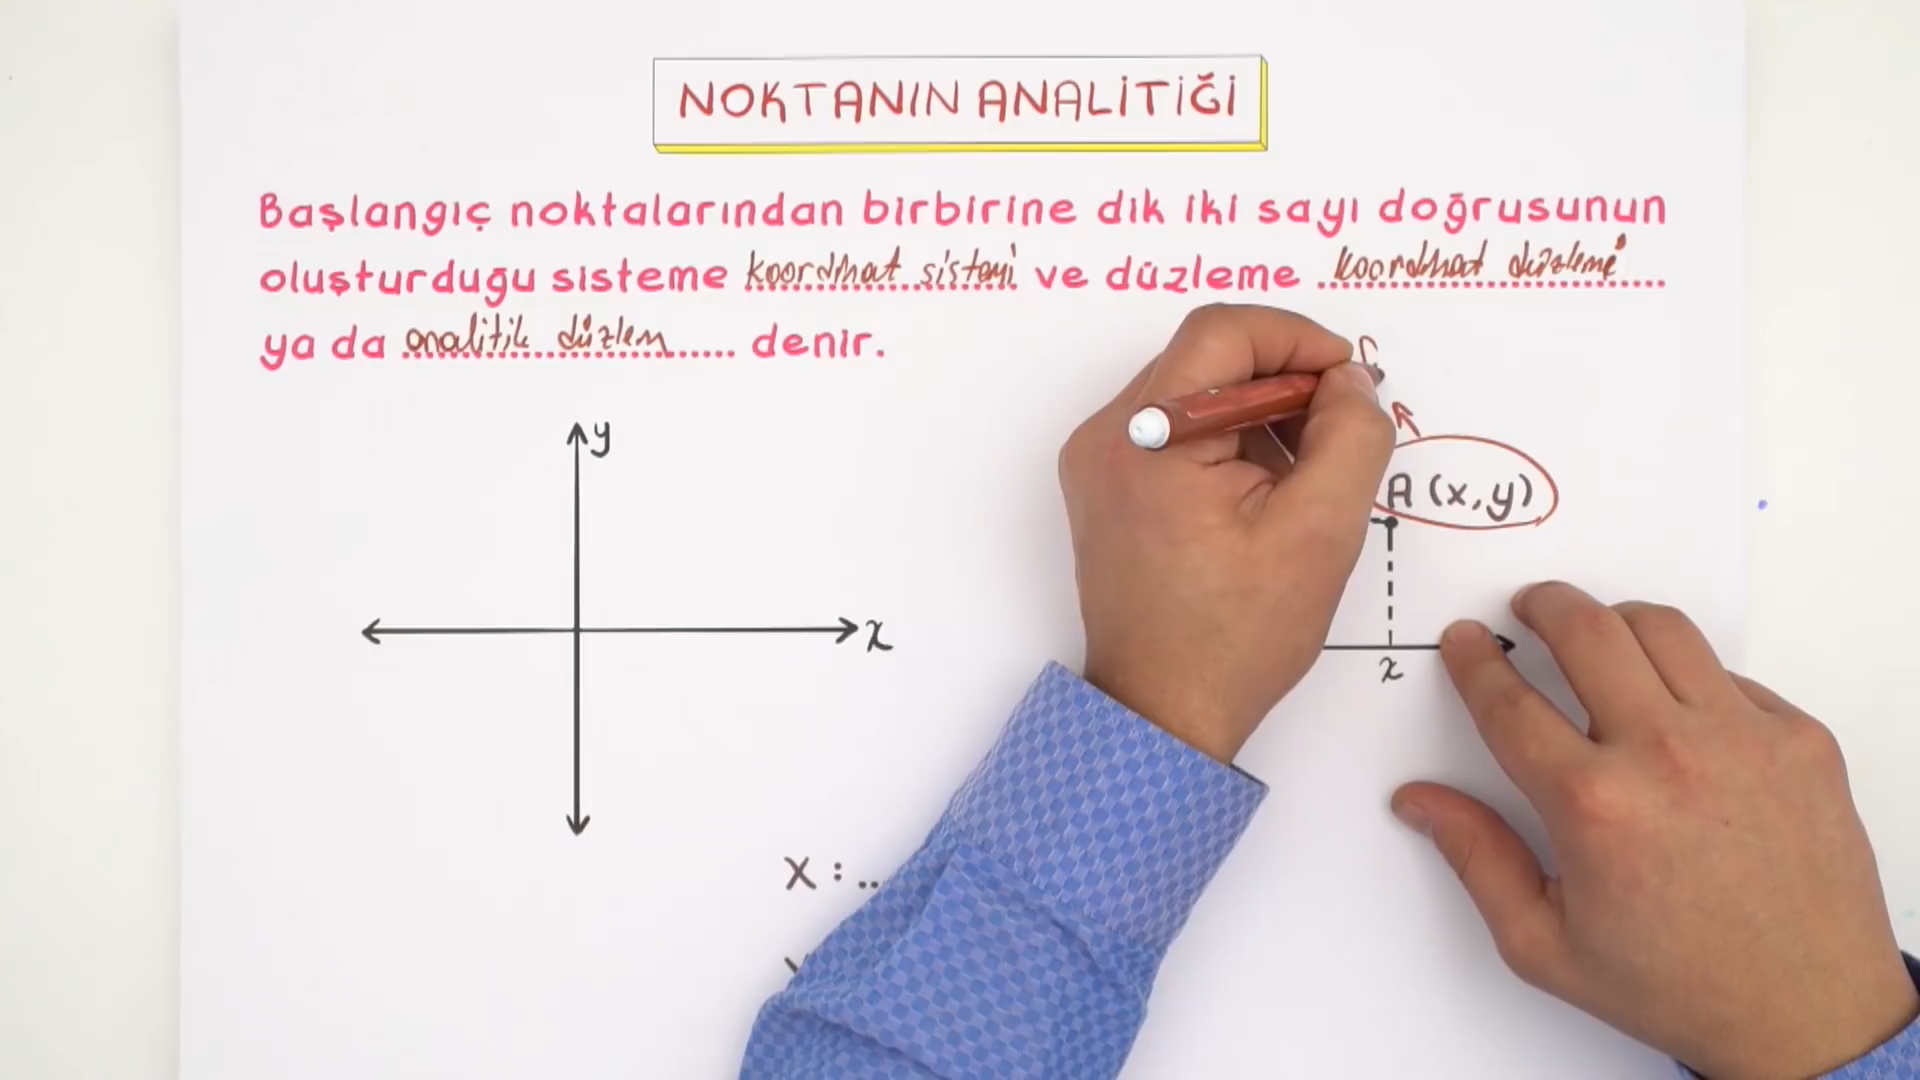 NOKTANIN ANALİTİĞİ
Başlangıç noktalarından birbirine dik iki sayı doğrusunun
oluşturduğu sisteme koordinat sistemi ve düzleme koordinat düzlemi
ya da analitik düzlem denir.
y
x
A (x,y)
x
X : ..